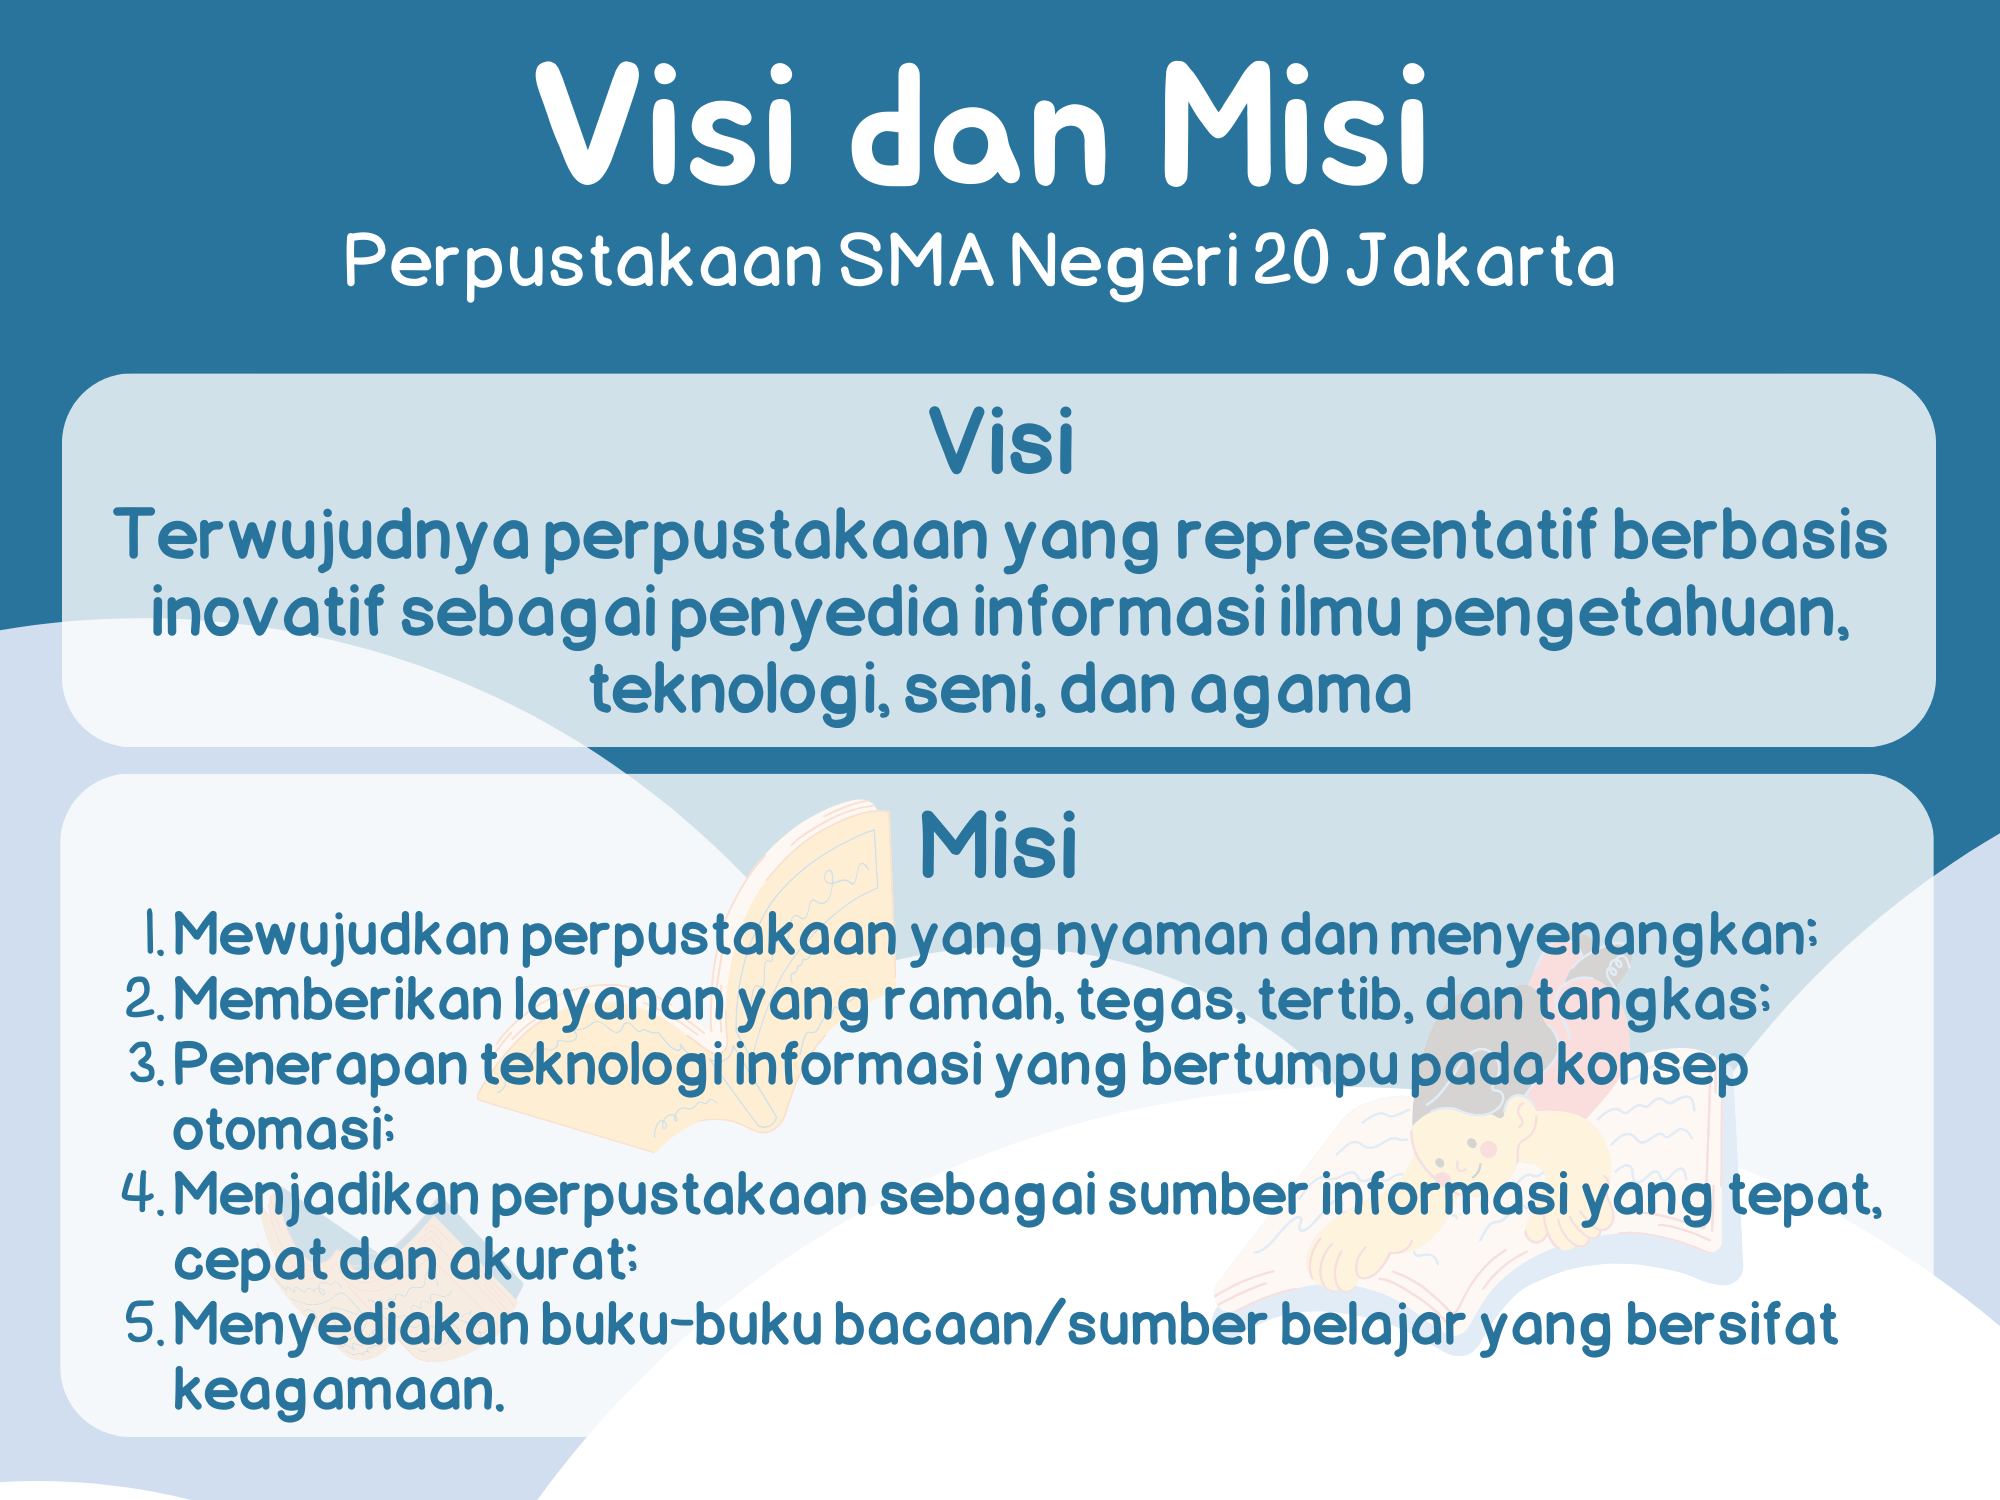 Visi dan Misi
Perpustakaan SMA Negeri 20 Jakarta
Visi
Terwujudnya perpustakaan yang representatif berbasis
inovatif sebagai penyedia informasi ilmu pengetahuan,
teknologi, seni, dan agama
Misi
1. Mewujudkan perpustakaan yang nyaman dan menyenangkan;
2. Memberikan layanan yang ramah, tegas, tertib, dan tangkas;
3. Penerapan teknologi informasi yang bertumpu pada konsep
otomasi;
4. Menjadikan perpustakaan sebagai sumber informasi yang tepat,
cepat dan akurat;
5. Menyediakan buku-buku bacaan/sumber belajar yang bersifat
keagamaan.